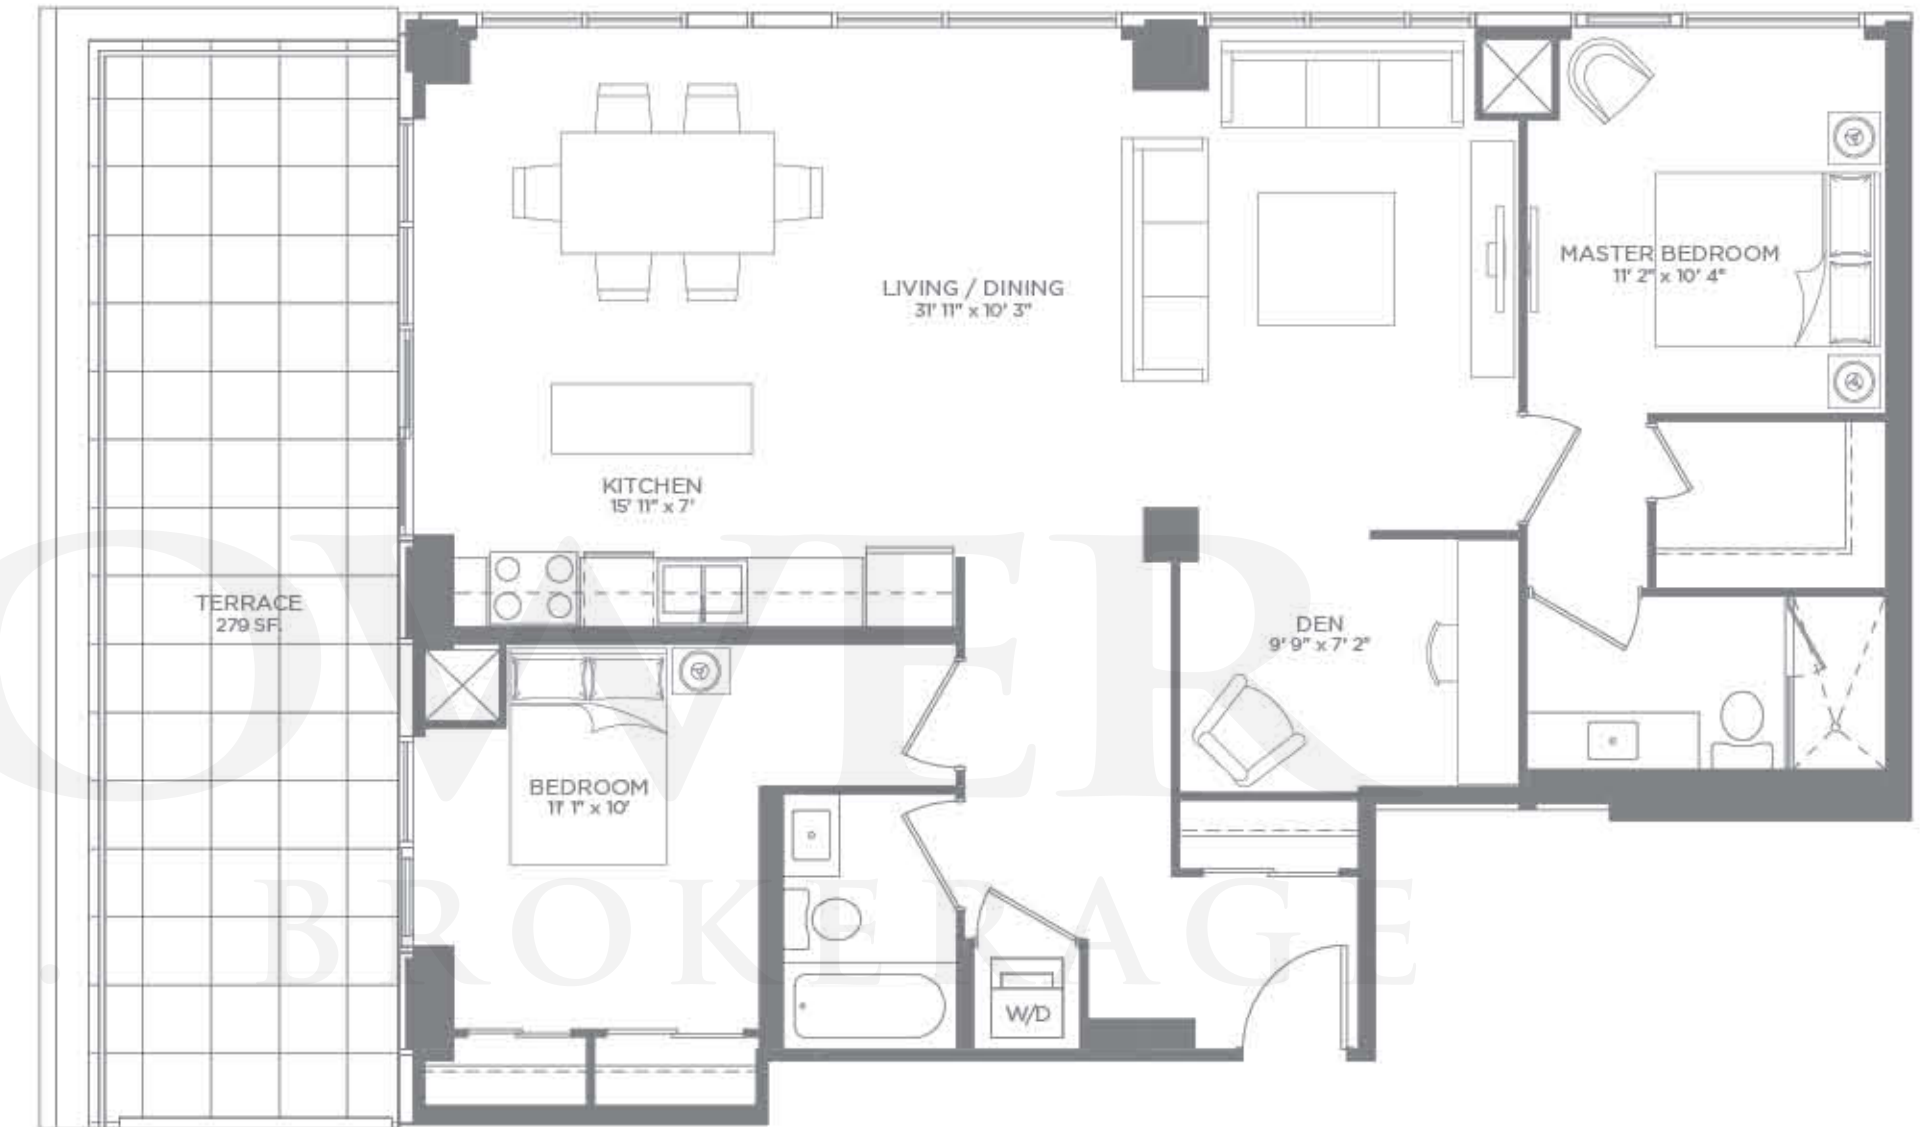 MASTER BEDROOM
11' 2" x 10' 4"
LIVING / DINING
31' 11" x 10' 3"
KITCHEN
15' 11" x 7'
TERRACE
279 SF.
DEN
9' 9" x 7' 2"
BEDROOM
11' 1" x 10'
W/D
OWER
BROKERAGE